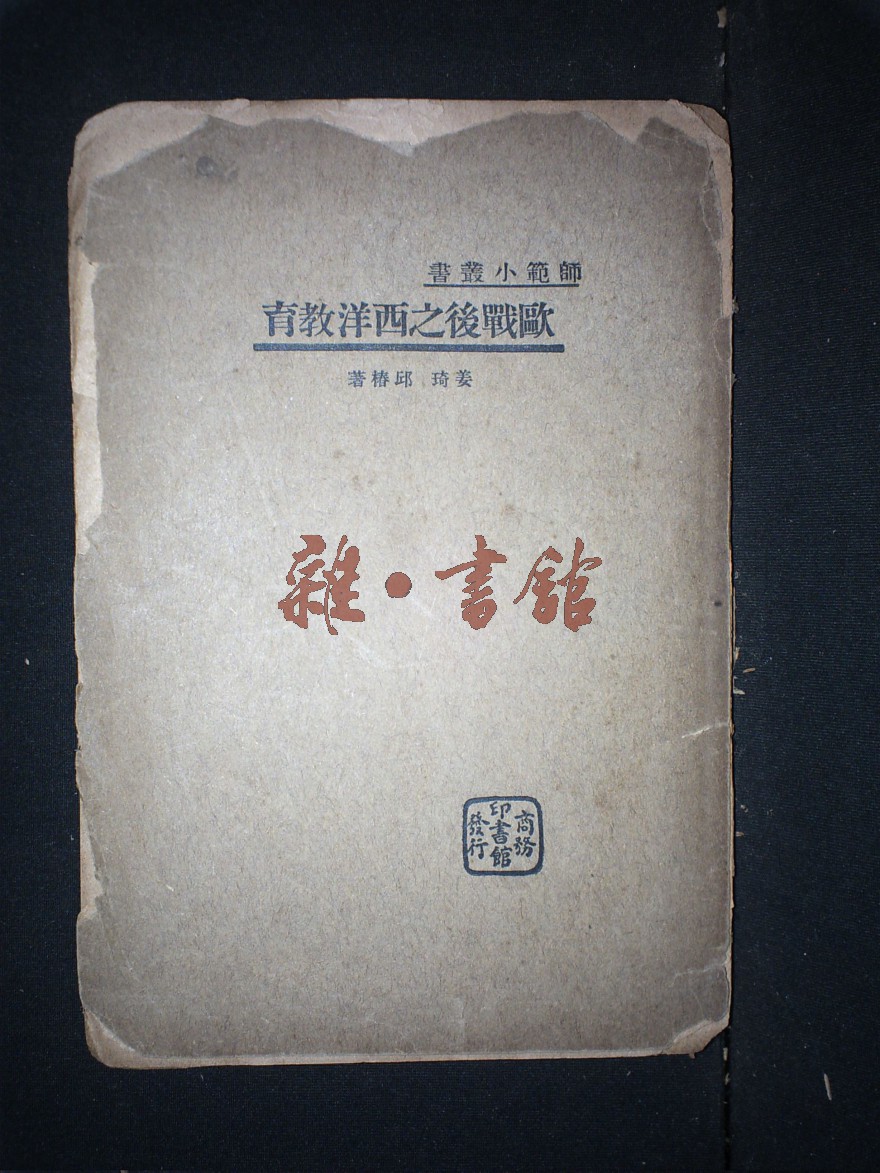 師範小叢書
歐戰後之西洋教育
姜琦 邱椿著
雜·書館
商務
印書館
發行